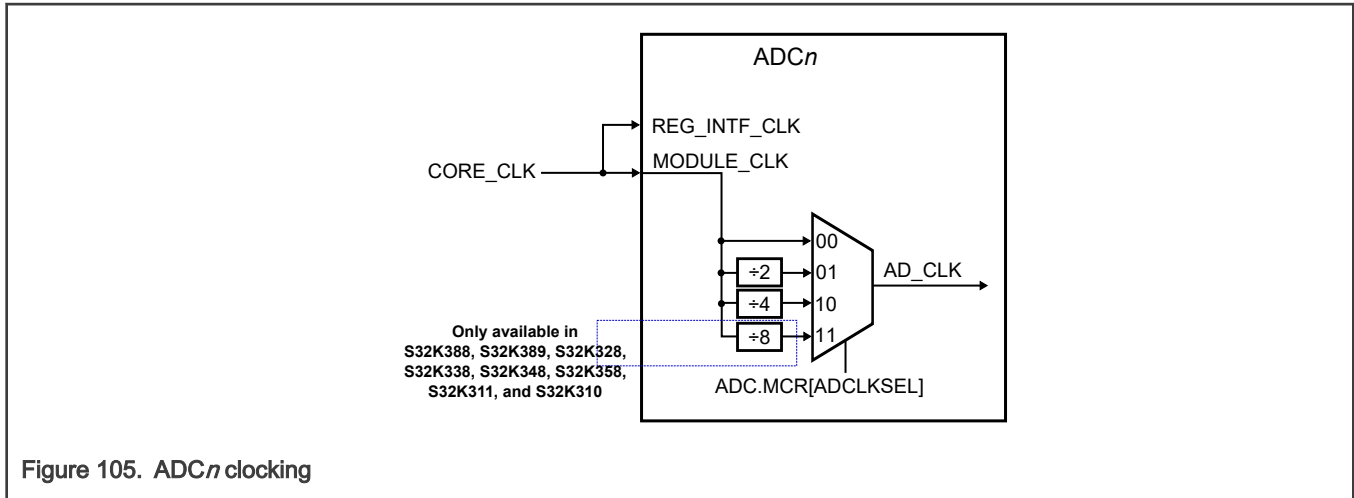 ADCn
REG_INTF_CLK
CORE_CLK
MODULE_CLK
00
÷2
01
AD_CLK
÷4
10
÷8
11
Only available in
S32K388, S32K389, S32K328,
S32K338, S32K348, S32K358,
S32K311, and S32K310
ADC.MCR[ADCLKSEL]
Figure 105. ADCn clocking